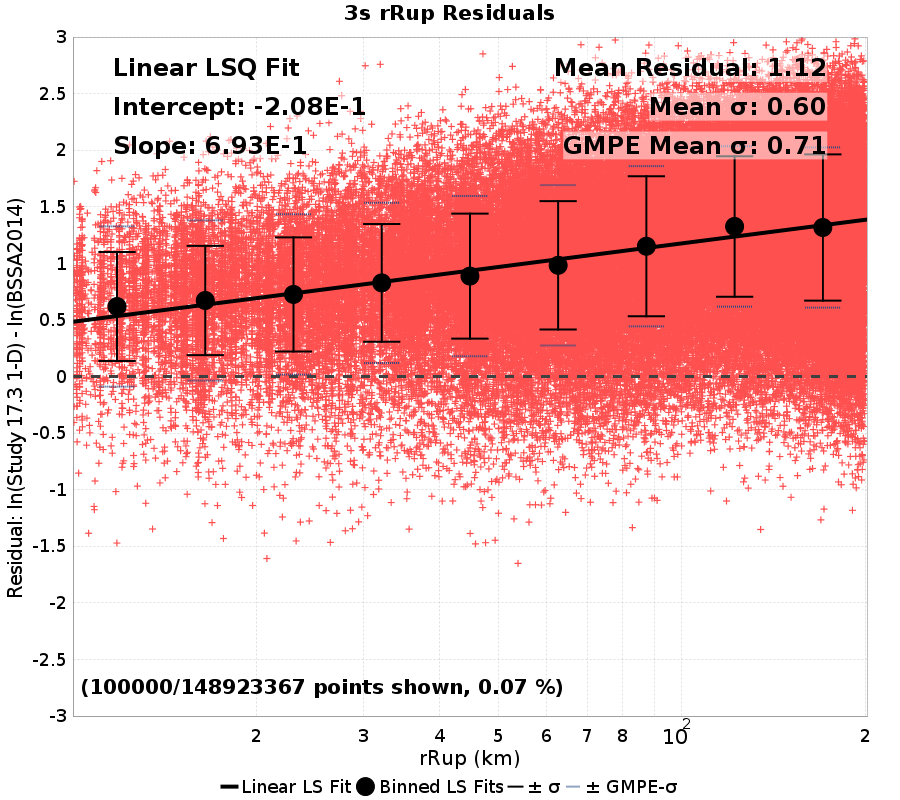 3s rRup Residuals
Linear LSQ Fit
Intercept: -2.08E-1
Slope: 6.93E-1
Mean Residual: 1.12
Mean σ: 0.60
GMPE Mean σ: 0.71
Residual: ln(Study 17.3 1-D) - ln(BSSA2014)
3
2.5
2
1.5
1
0.5
0
-0.5
-1
-1.5
-2
-2.5
-3
(100000/148923367 points shown, 0.07 %)
2 3 4 5 6 7 8 10² 2
rRup (km)
Linear LS Fit Binned LS Fits ± σ ± GMPE-σ